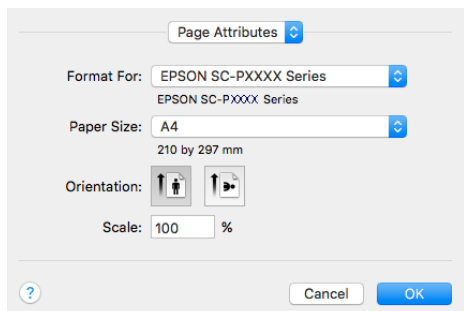 Page Attributes
Format For: EPSON SC-PXXXX Series
EPSON SC-PXXXX Series
Paper Size: A4
210 by 297 mm
Orientation:
Scale: 100 %
? Cancel OK